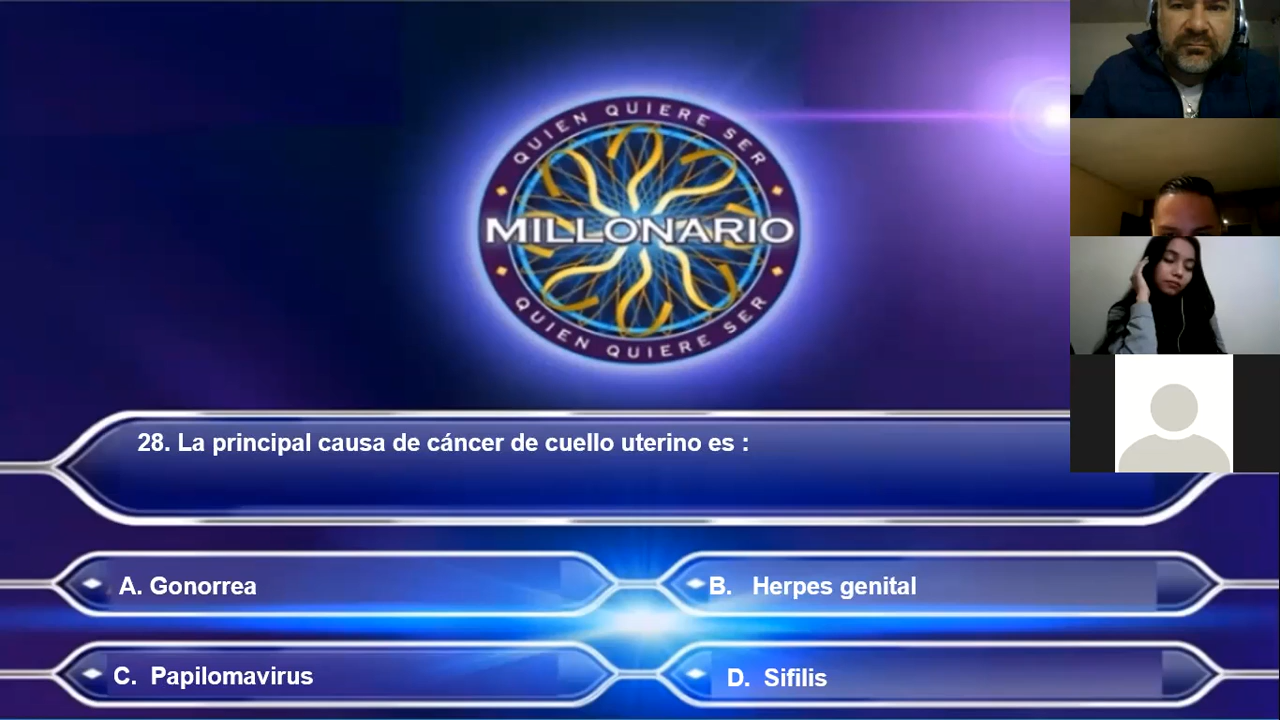 QUIEN QUIERE SER
MILLONARIO
QUIEN QUIERE SER
28. La principal causa de cáncer de cuello uterino es :
A. Gonorrea
B. Herpes genital
C. Papilomavirus
D. Sifilis